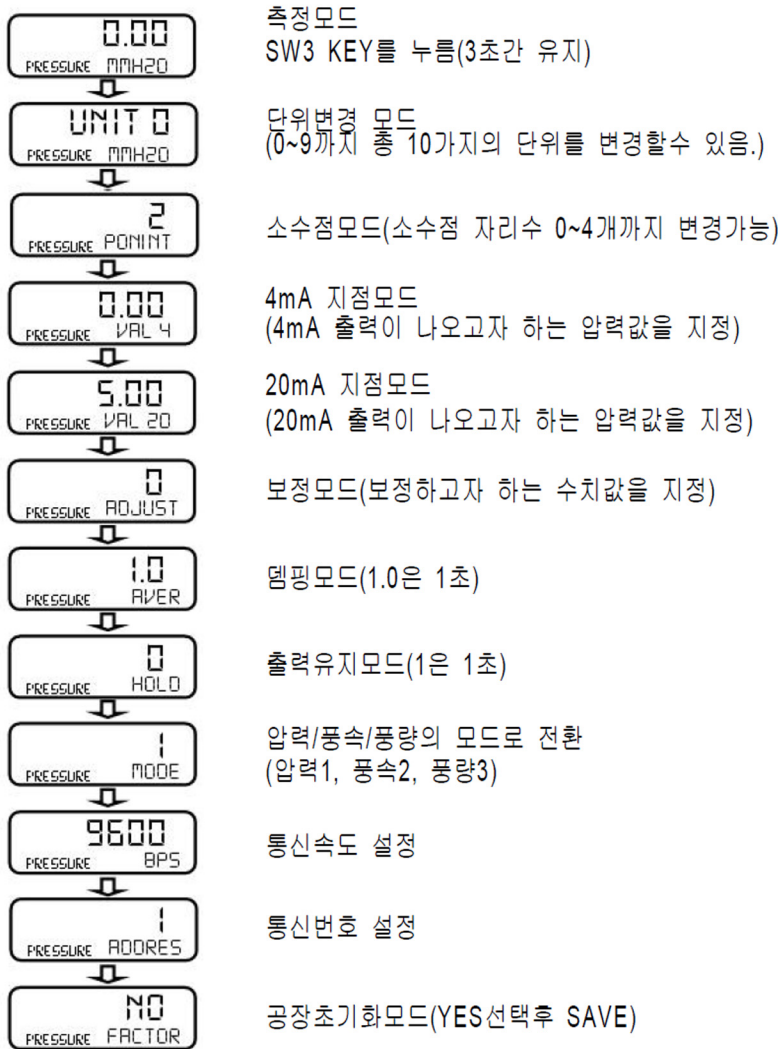 0.00
PRESSURE MMH2O
측정모드
SW3 KEY를 누름(3초간 유지)
UNIT 0
PRESSURE MMH2O
단위변경 모드
(0~9까지 총 10가지의 단위를 변경할수 있음.)
2
PRESSURE PONINT
소수점모드(소수점 자리수 0~4개까지 변경가능)
0.00
PRESSURE VAL 4
4mA 지점모드
(4mA 출력이 나오고자 하는 압력값을 지정)
5.00
PRESSURE VAL 20
20mA 지점모드
(20mA 출력이 나오고자 하는 압력값을 지정)
0
PRESSURE ADJUST
보정모드(보정하고자 하는 수치값을 지정)
1.0
PRESSURE AVER
뎀핑모드(1.0은 1초)
0
PRESSURE HOLD
출력유지모드(1은 1초)
1
PRESSURE MODE
압력/풍속/풍량의 모드로 전환
(압력1, 풍속2, 풍량3)
9600
PRESSURE BPS
통신속도 설정
1
PRESSURE ADDRES
통신번호 설정
NO
PRESSURE FACTOR
공장초기화모드(YES선택후 SAVE)